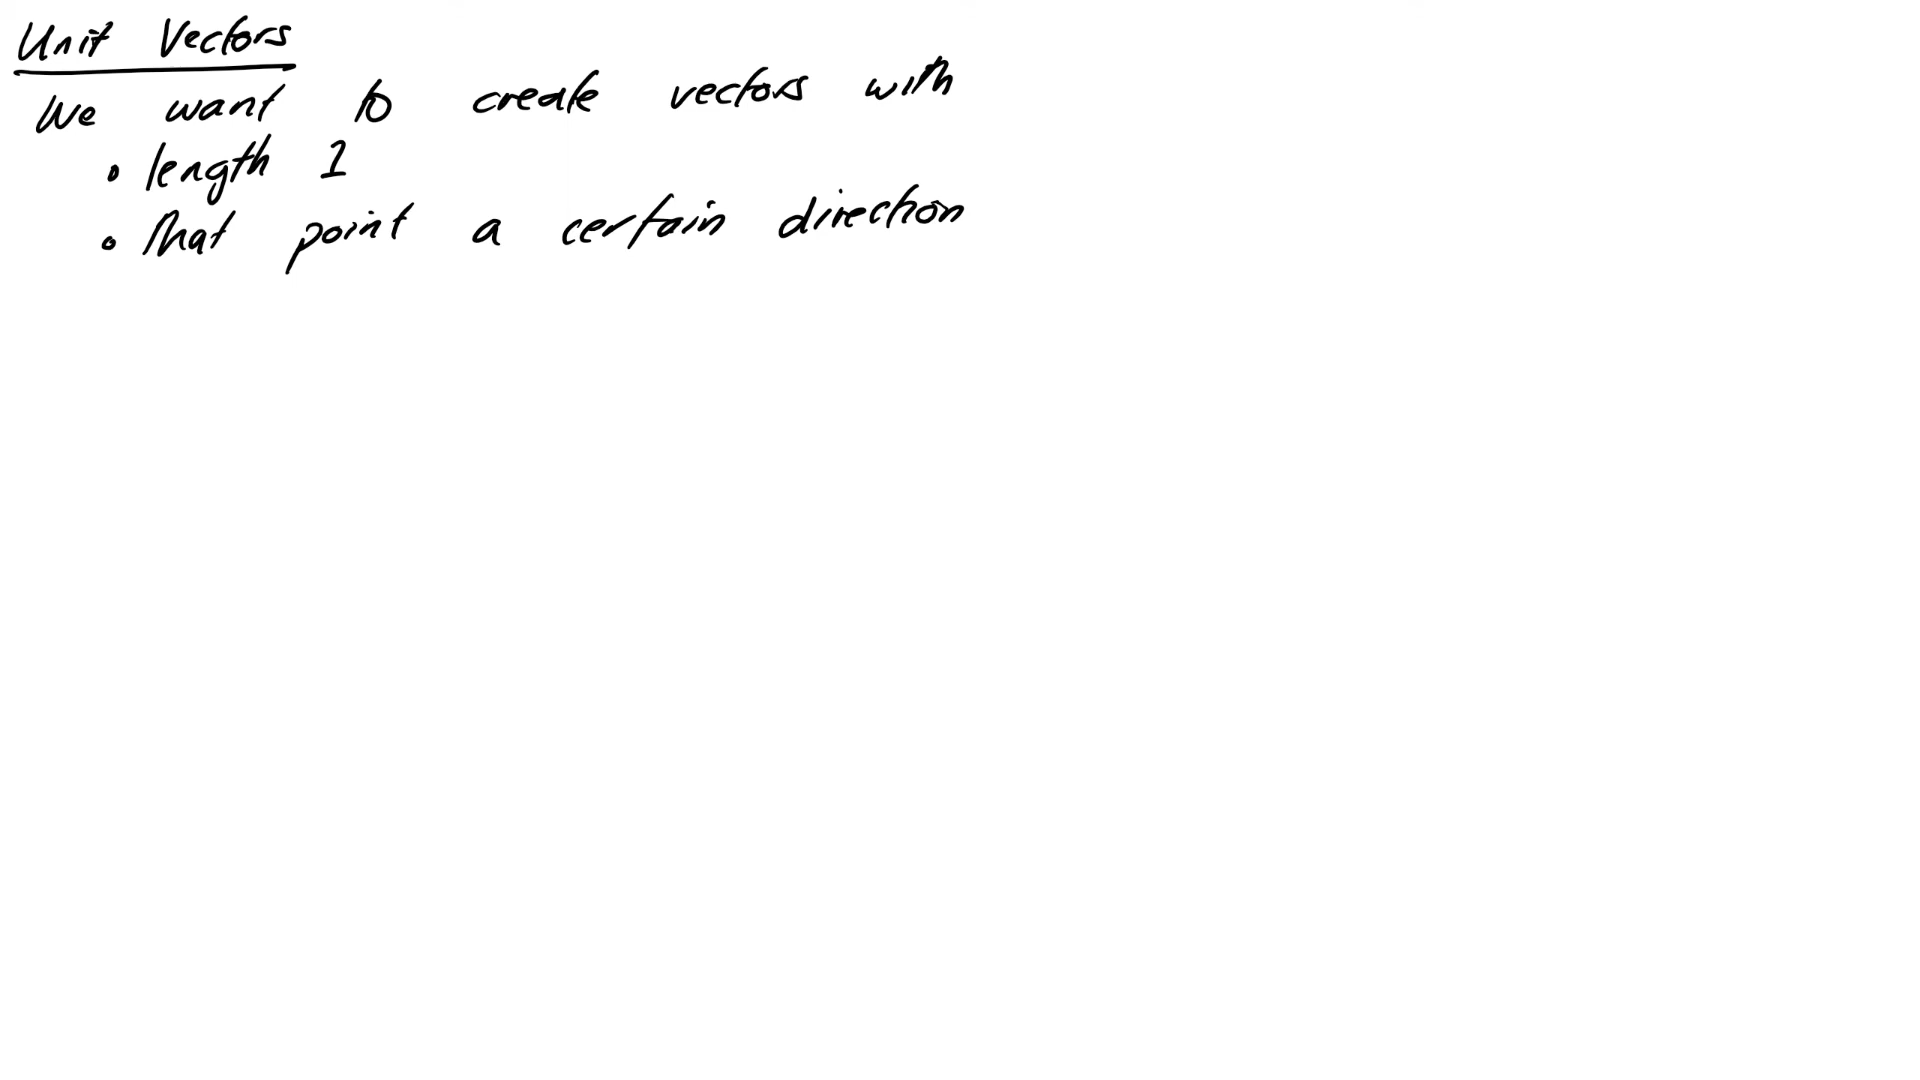 Unit Vectors
We want to create vectors with
• length 1
• that point a certain direction